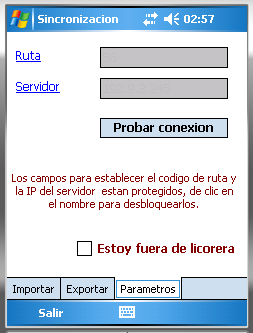 Sincronizacion 02:57
Ruta
Servidor
Probar conexion
Los campos para establecer el codigo de ruta y
la IP del servidor estan protegidos, de clic en
el nombre para desbloquearlos.
Estoy fuera de licorera
Importar Exportar Parametros
Salir